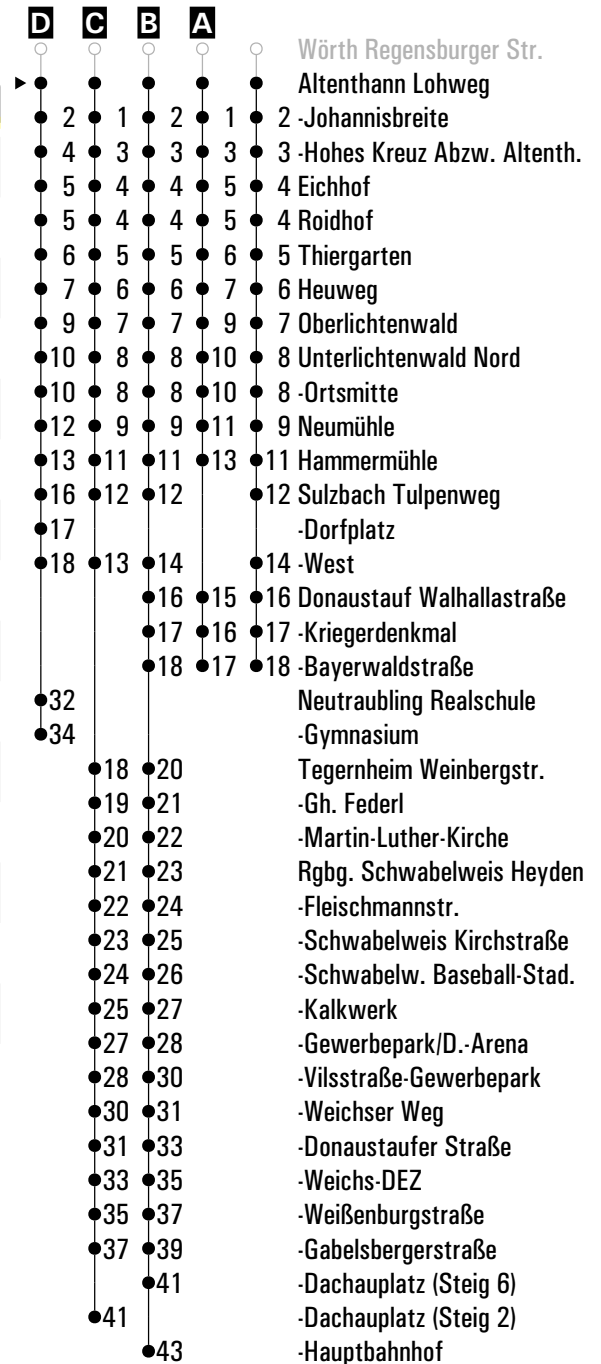 D C B A
Wörth Regensburger Str.
Altenthann Lohweg
2 1 2 1 2 -Johannisbreite
4 3 3 3 3 -Hohes Kreuz Abzw. Altenth.
5 4 4 5 4 Eichhof
5 4 4 5 4 Roidhof
6 5 5 6 5 Thiergarten
7 6 6 7 6 Heuweg
9 7 7 9 7 Oberlichtenwald
10 8 8 10 8 Unterlichtenwald Nord
10 8 8 10 8 -Ortsmitte
12 9 9 11 9 Neumühle
13 11 11 13 11 Hammermühle
16 12 12 12 Sulzbach Tulpenweg
17 -Dorfplatz
18 13 14 14 -West
16 15 16 Donaustauf Walhallastraße
17 16 17 -Kriegerdenkmal
18 17 18 -Bayerwaldstraße
32 Neutraubling Realschule
34 -Gymnasium
18 20 Tegernheim Weinbergstr.
19 21 -Gh. Federl
20 22 -Martin-Luther-Kirche
21 23 Rgbg. Schwabelweis Heyden
22 24 -Fleischmannstr.
23 25 -Schwabelweis Kirchstraße
24 26 -Schwabelw. Baseball-Stad.
25 27 -Kalkwerk
27 28 -Gewerbepark/D.-Arena
28 30 -Vilsstraße-Gewerbepark
30 31 -Weichser Weg
31 33 -Donaustaufer Straße
33 35 -Weichs-DEZ
35 37 -Weißenburgstraße
37 39 -Gabelsbergerstraße
41 -Dachauplatz (Steig 6)
41 -Dachauplatz (Steig 2)
43 -Hauptbahnhof